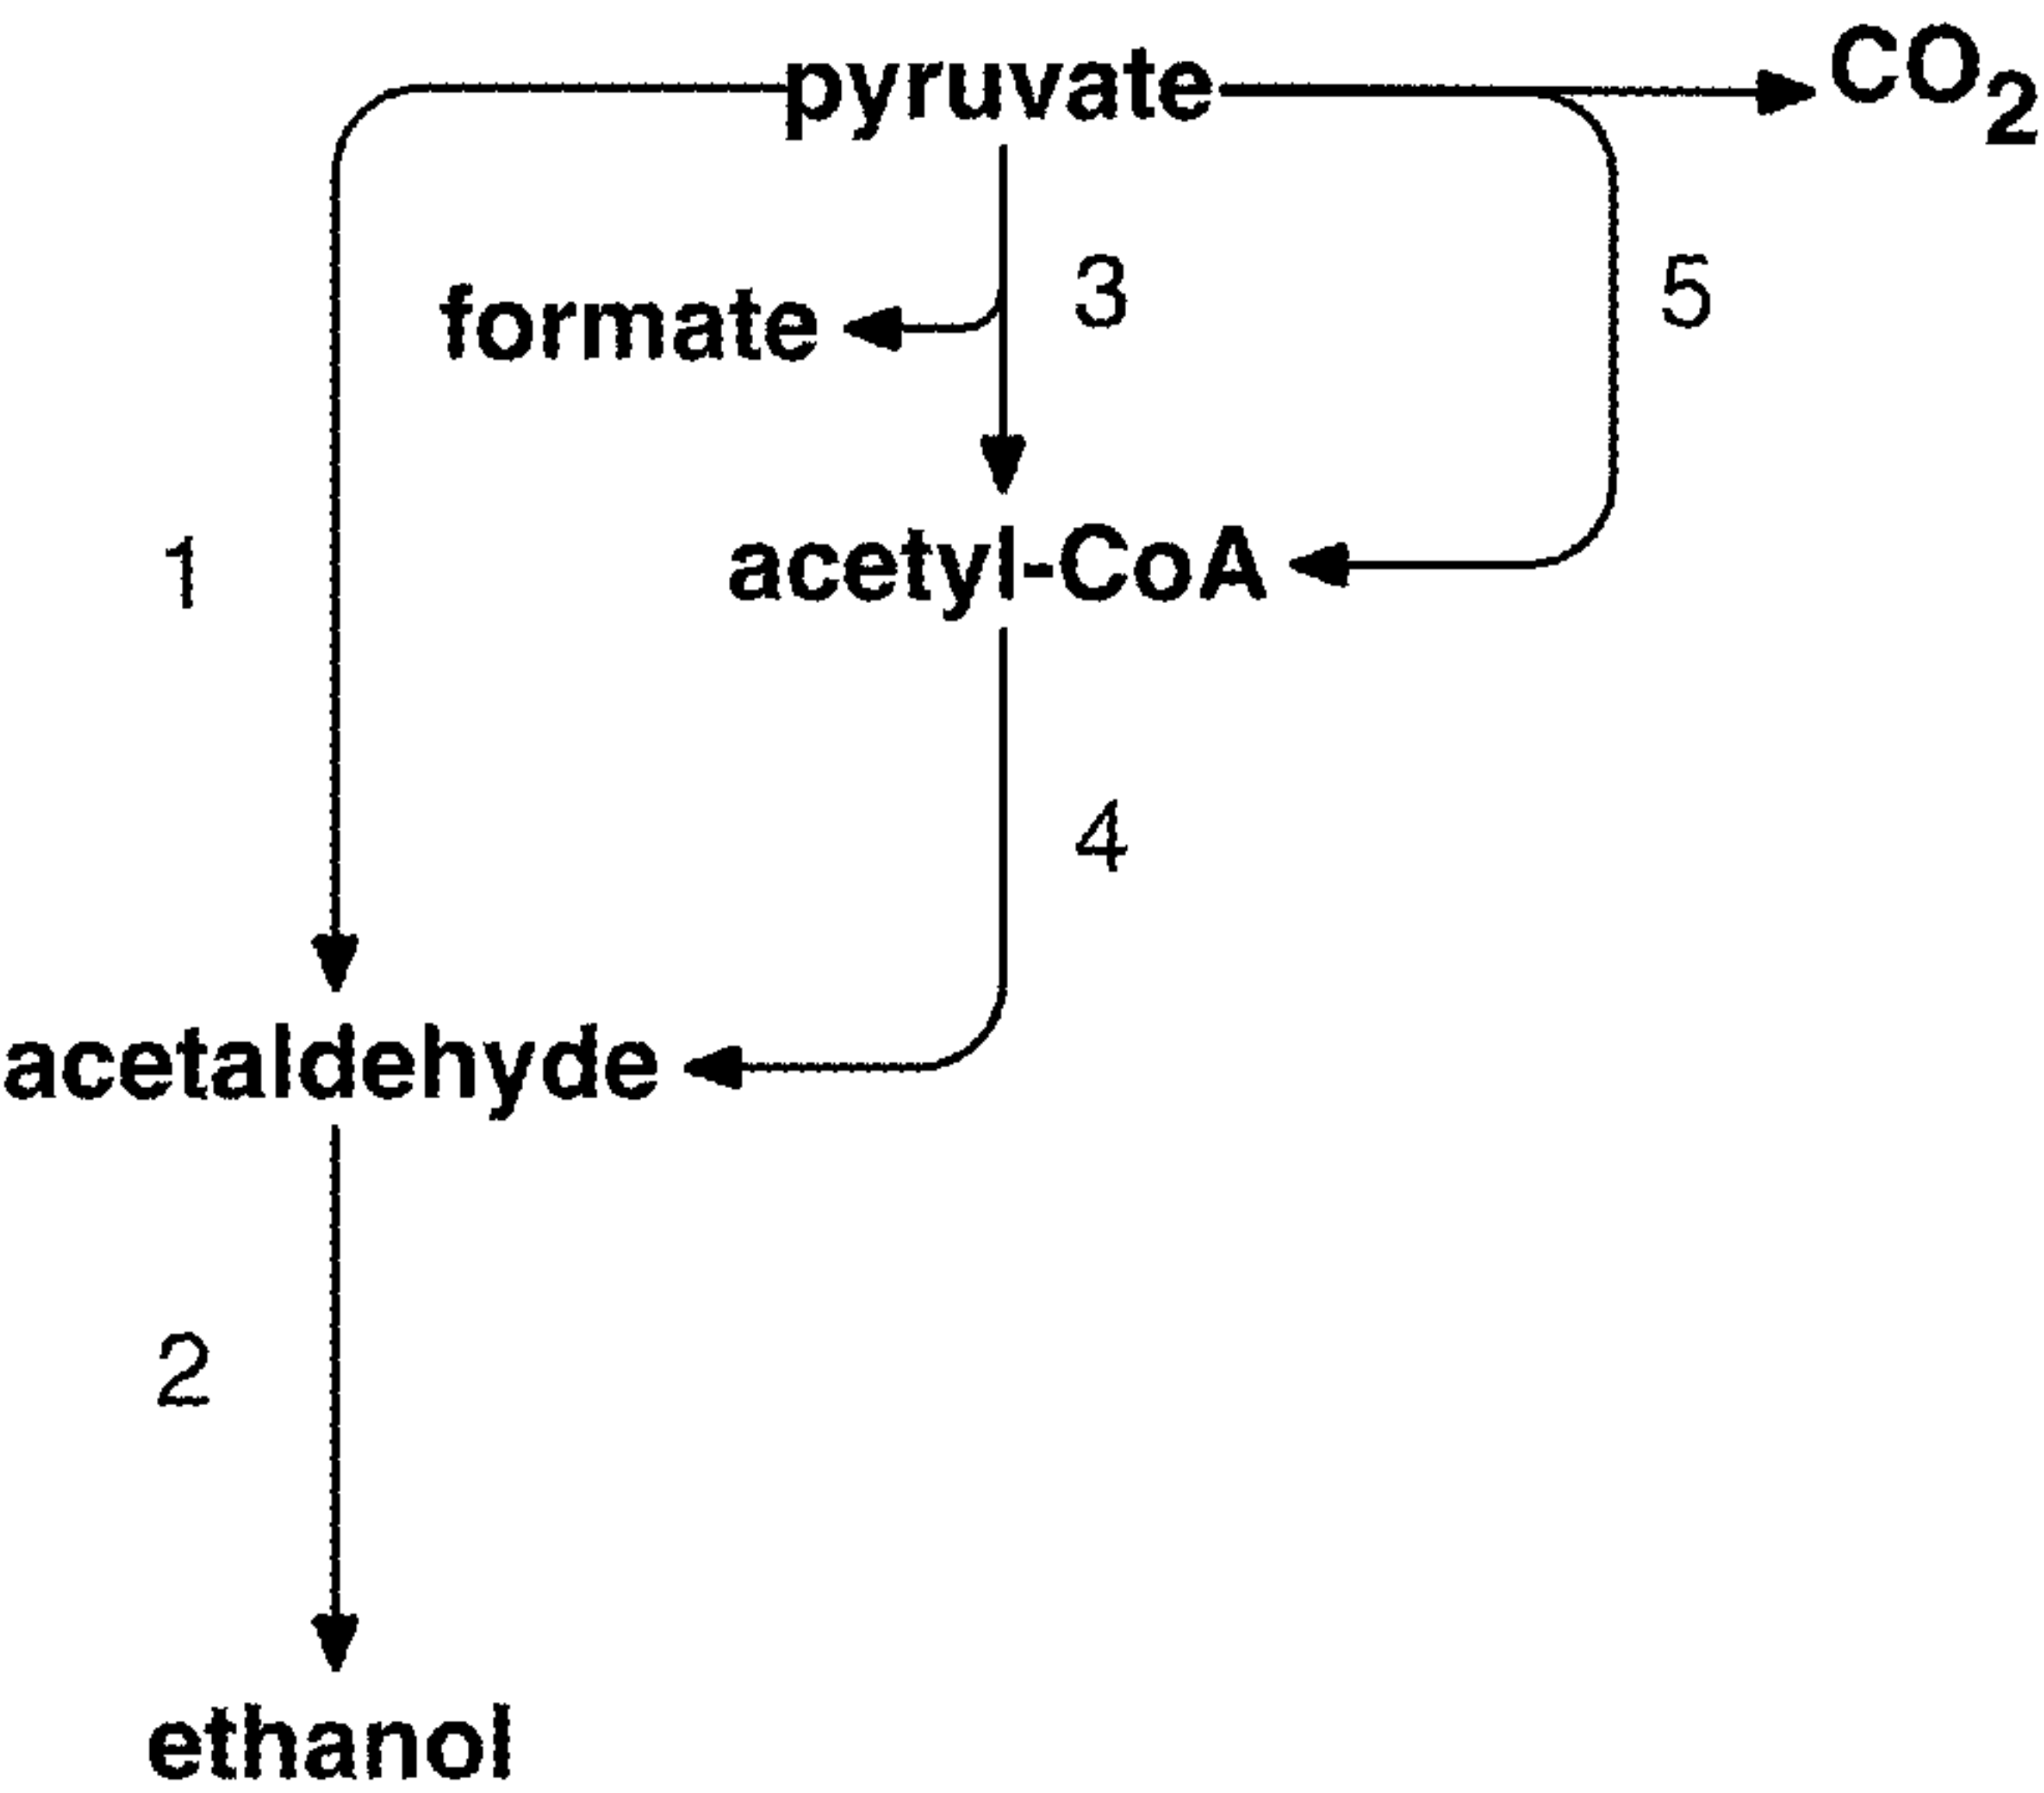 pyruvate
CO2
formate
3
5
acetyl-CoA
1
4
acetaldehyde
2
ethanol